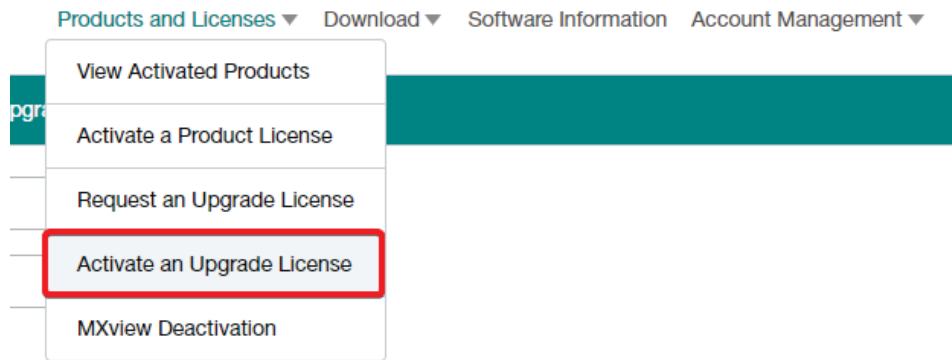 Products and Licenses Download Software Information Account Management
View Activated Products
Activate a Product License
Request an Upgrade License
Activate an Upgrade License
MXview Deactivation